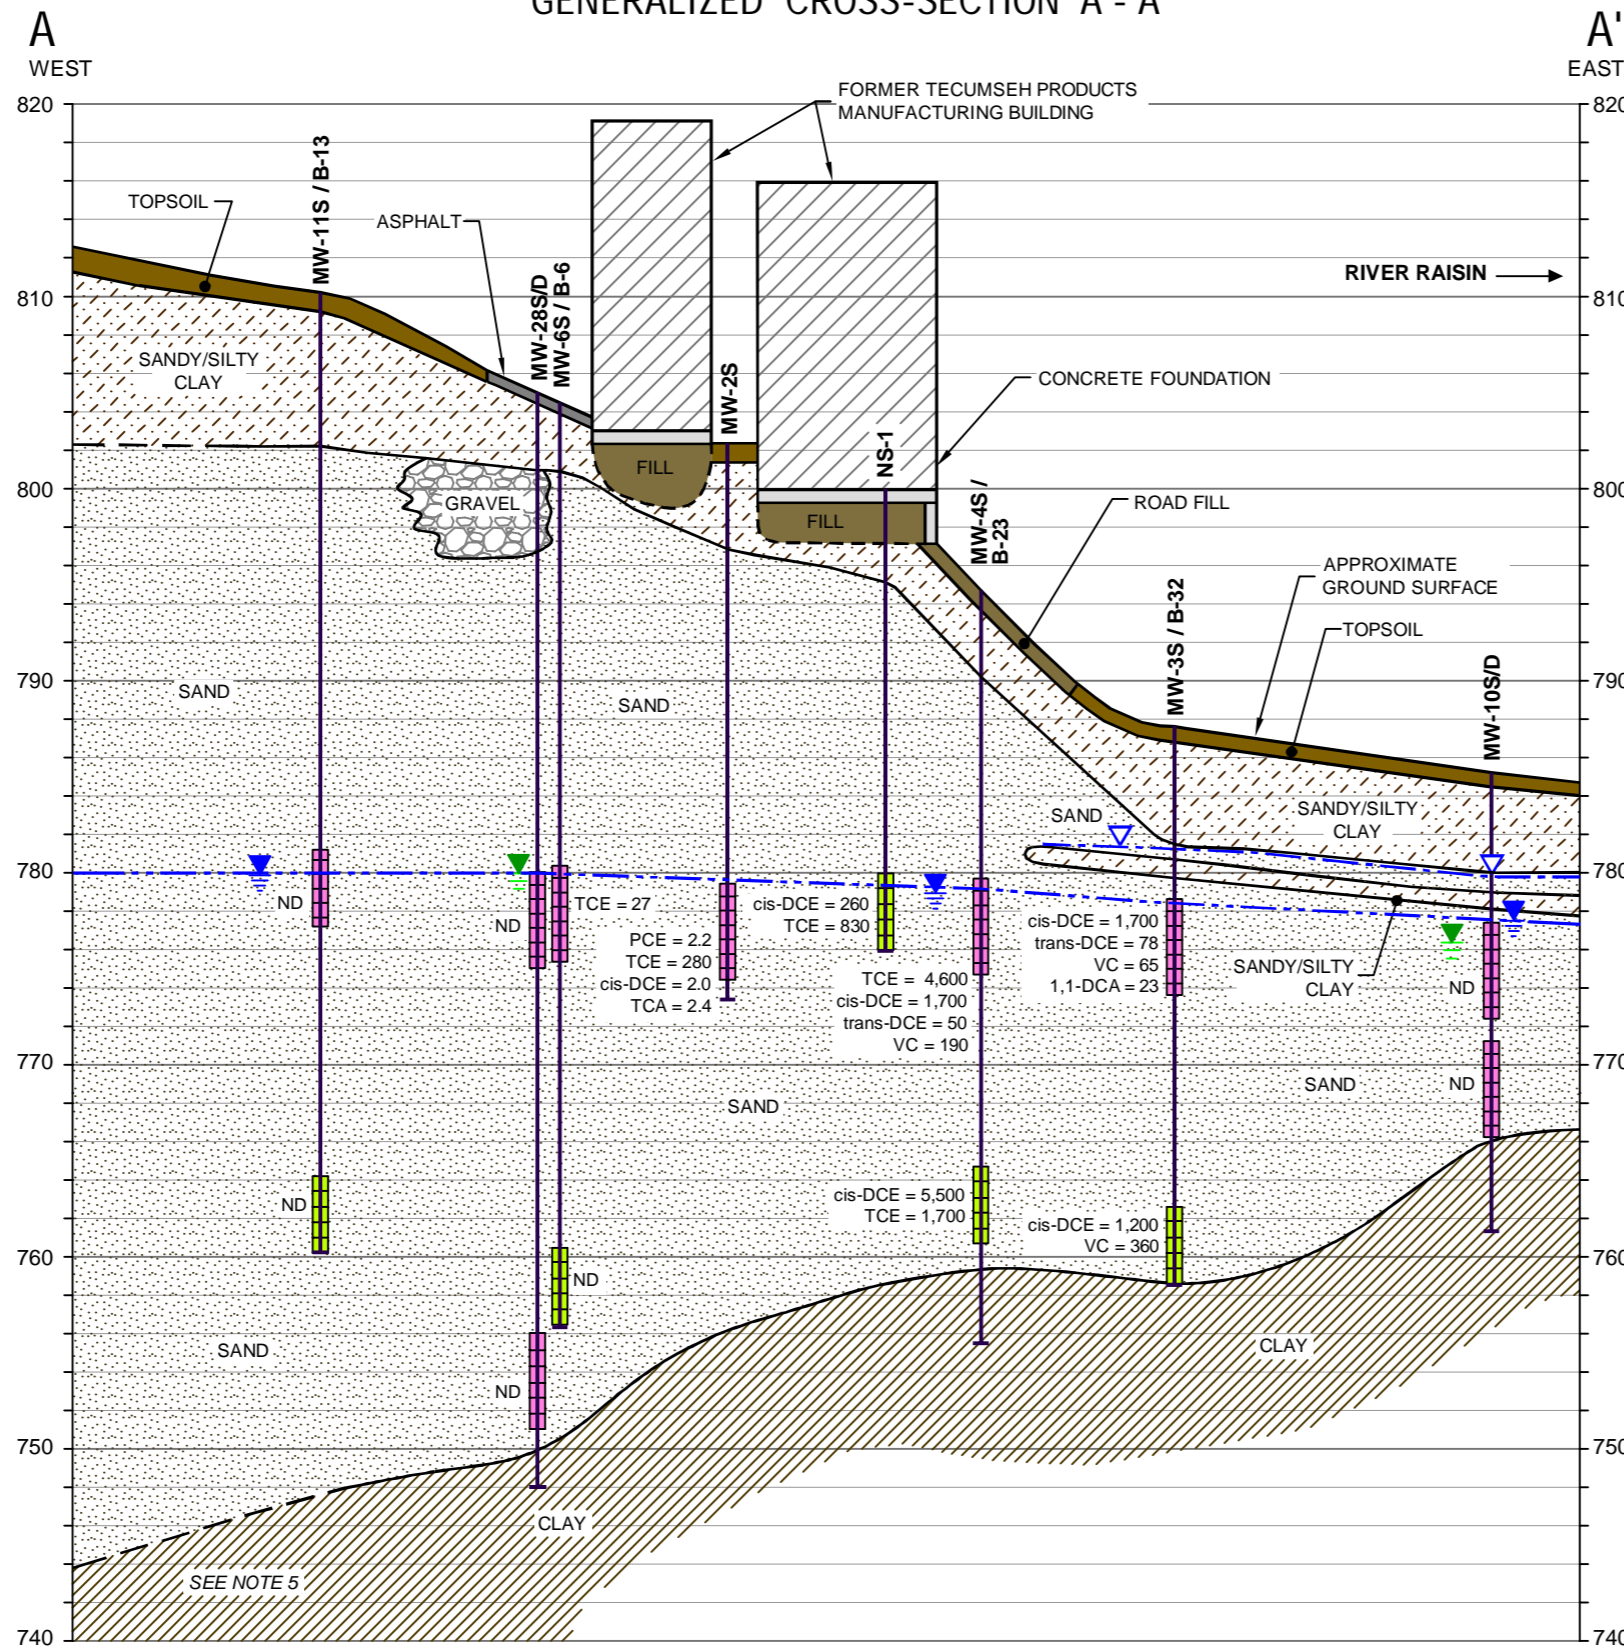 GENERALIZED CROSS-SECTION A - A'
A
WEST
A'
EAST
820
810
800
790
780
770
760
750
740
820
810
800
790
780
770
760
750
740
FORMER TECUMSEH PRODUCTS
MANUFACTURING BUILDING
TOPSOIL
MW-11S / B-13
ASPHALT
MW-28S/D
MW-6S / B-6
RIVER RAISIN
SANDY/SILTY
CLAY
MW-2S
CONCRETE FOUNDATION
NS-1
FILL
GRAVEL
FILL
MW-4S /
B-23
ROAD FILL
APPROXIMATE
GROUND SURFACE
TOPSOIL
MW-3S / B-32
MW-10S/D
SAND
SAND
SAND
SANDY/SILTY
CLAY
ND
ND
TCE = 27
PCE = 2.2
TCE = 280
cis-DCE = 2.0
TCA = 2.4
cis-DCE = 260
TCE = 830
TCE = 4,600
cis-DCE = 1,700
trans-DCE = 50
VC = 190
cis-DCE = 1,700
trans-DCE = 78
VC = 65
1,1-DCA = 23
SANDY/SILTY
CLAY
ND
SAND
SAND
ND
ND
cis-DCE = 5,500
TCE = 1,700
cis-DCE = 1,200
VC = 360
ND
SAND
ND
CLAY
CLAY
SEE NOTE 5